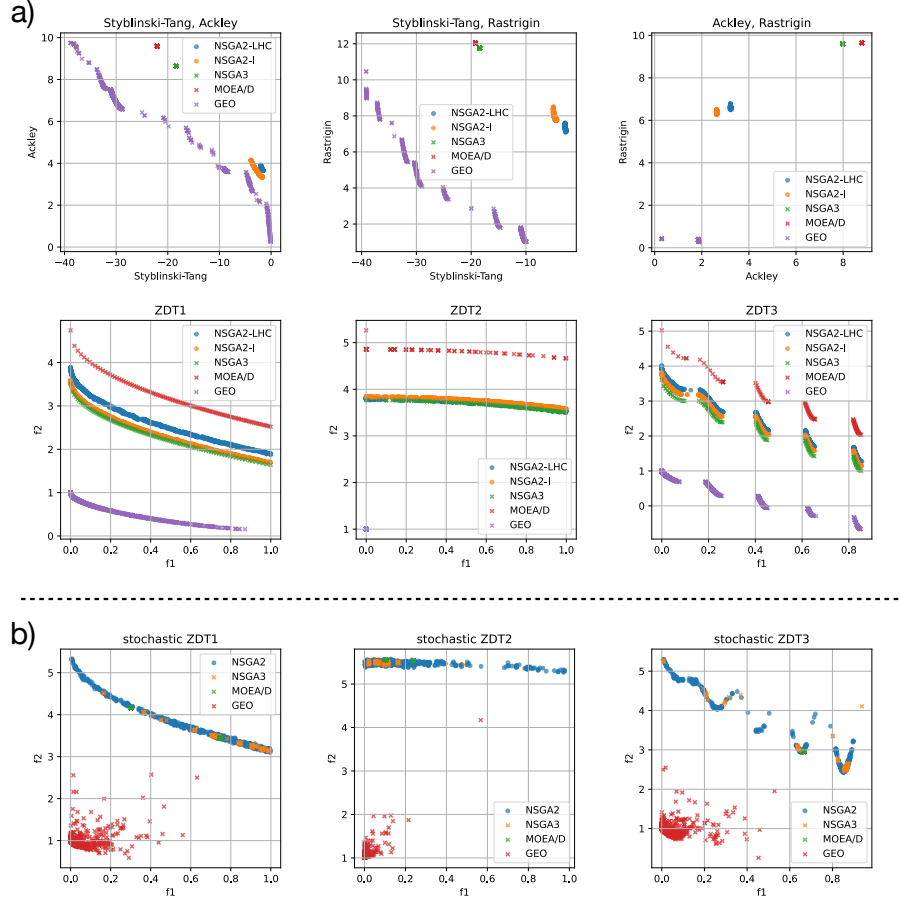 a)
Styblinski-Tang, Ackley
Ackley
10
8
6
4
2
0
NSGA2-LHC
NSGA2-I
NSGA3
MOEA/D
GEO
−40
−30
−20
−10
0
Styblinski-Tang
Styblinski-Tang, Rastrigin
Rastrigin
12
10
8
6
4
2
NSGA2-LHC
NSGA2-I
NSGA3
MOEA/D
GEO
−40
−30
−20
−10
Styblinski-Tang
Ackley, Rastrigin
Rastrigin
10
8
6
4
2
0
NSGA2-LHC
NSGA2-I
NSGA3
MOEA/D
GEO
0
2
4
6
8
Ackley
ZDT1
f2
4
3
2
1
0
NSGA2-LHC
NSGA2-I
NSGA3
MOEA/D
GEO
0.0
0.2
0.4
0.6
0.8
1.0
f1
ZDT2
f2
5
4
3
2
1
NSGA2-LHC
NSGA2-I
NSGA3
MOEA/D
GEO
0.0
0.2
0.4
0.6
0.8
1.0
f1
ZDT3
f2
5
4
3
2
1
0
NSGA2-LHC
NSGA2-I
NSGA3
MOEA/D
GEO
0.0
0.2
0.4
0.6
0.8
f1
b)
stochastic ZDT1
f2
5
4
3
2
1
NSGA2
NSGA3
MOEA/D
GEO
0.0
0.2
0.4
0.6
0.8
1.0
f1
stochastic ZDT2
f2
5
4
3
2
1
NSGA2
NSGA3
MOEA/D
GEO
0.0
0.2
0.4
0.6
0.8
1.0
f1
stochastic ZDT3
f2
5
4
3
2
1
0
NSGA2
NSGA3
MOEA/D
GEO
0.0
0.2
0.4
0.6
0.8
f1